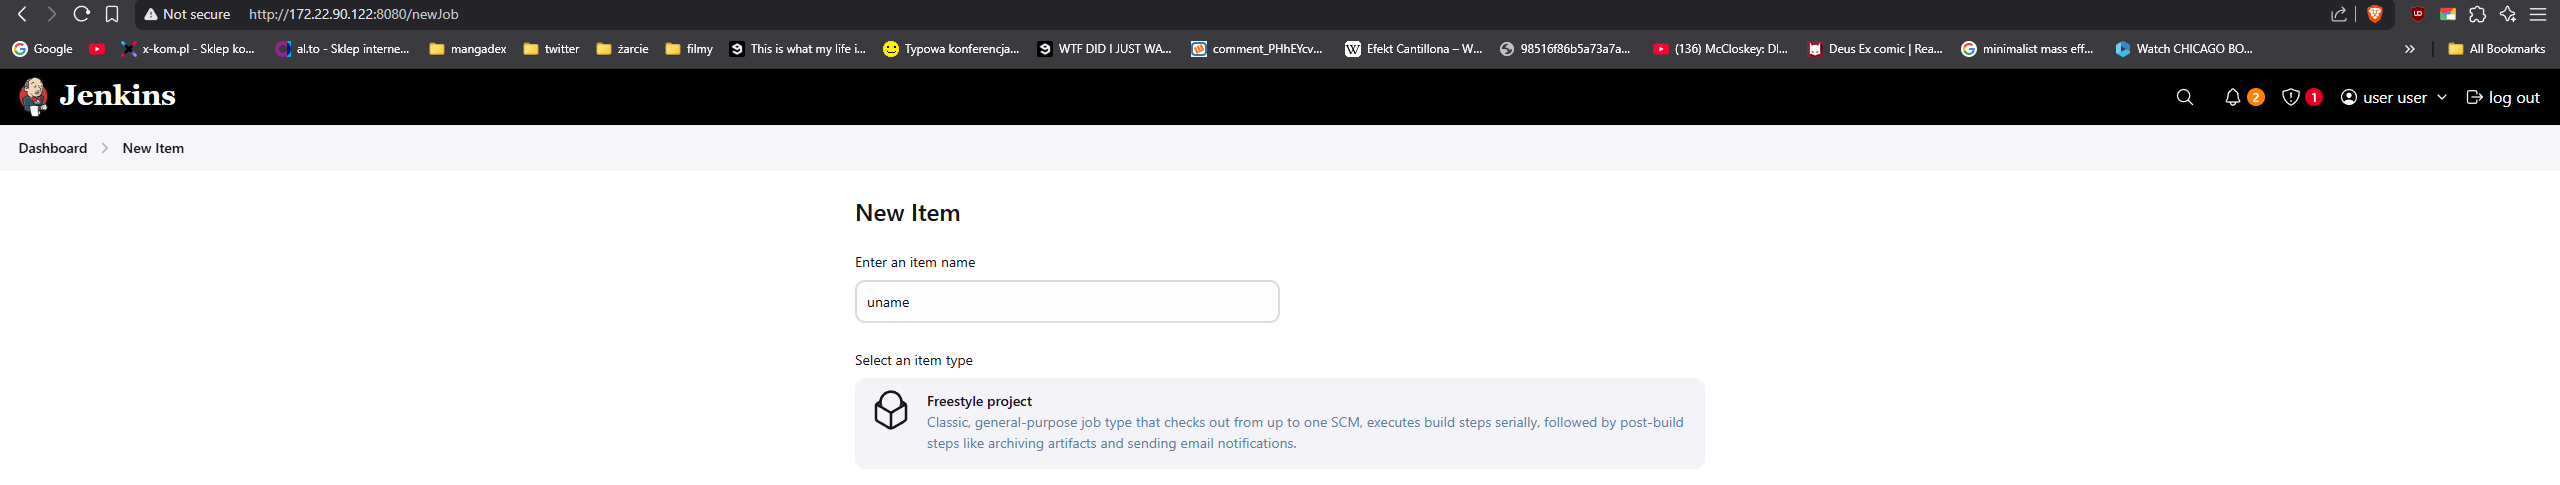 Not secure http://172.22.90.122:8080/newJob
Google x-kom.pl - Sklep ko... al.to - Sklep interne... mangadex twitter żarcie filmy This is what my life i... Typowa konferencja... WTF DID I JUST WA... comment_PHhEYcv... Efekt Cantillona – W... 98516f86b5a73a7a... (136) McCloskey: Dl... Deus Ex comic | Rea... minimalist mass eff... Watch CHICAGO BO... » All Bookmarks
Jenkins 2 1 user user log out
Dashboard New Item
New Item
Enter an item name
uname
Select an item type
Freestyle project
Classic, general-purpose job type that checks out from up to one SCM, executes build steps serially, followed by post-build
steps like archiving artifacts and sending email notifications.